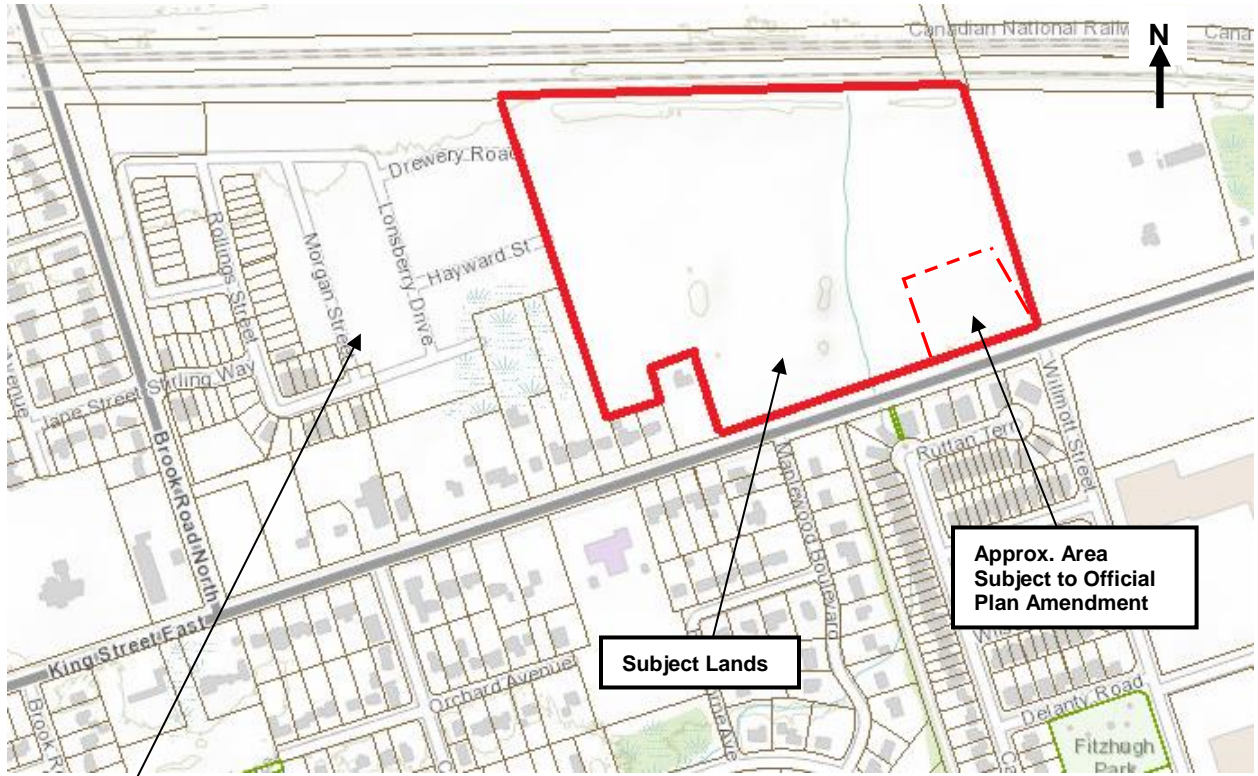 Canadian National Railw
Cana
N
Drewery Road
Lonsberry Drive
Rollings Street
Morgan Street
Hayward St
Stirling Way
Jane Street
Avenue
Brook Road North
King Street East
Maplewood Boulevard
Willmott Street
Ruttan Terr
Approx. Area
Subject to Official
Plan Amendment
Subject Lands
Orchard Avenue
Delanty Road
Fitzhugh
Park